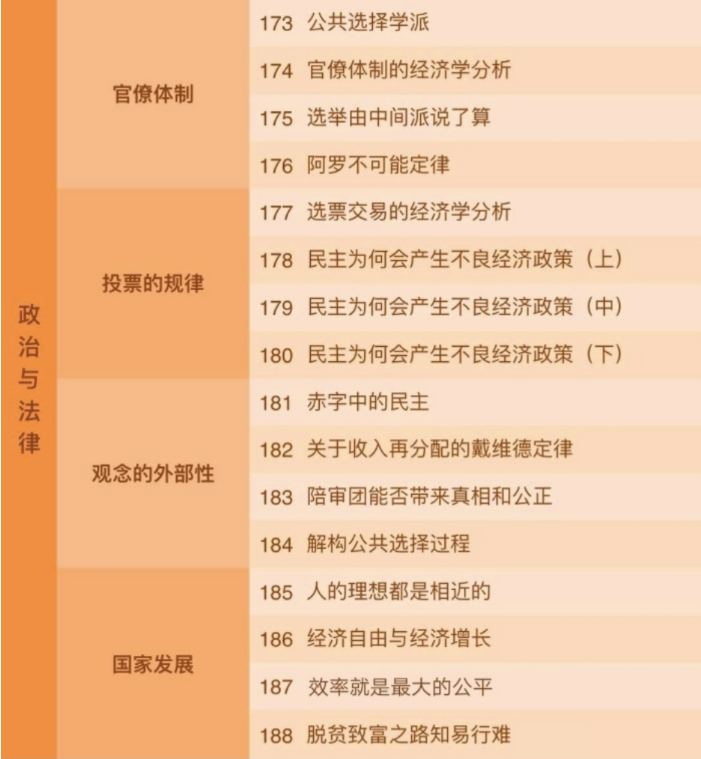 政治与法律
官僚体制
173 公共选择学派
174 官僚体制的经济学分析
175 选举由中间派说了算
176 阿罗不可能定律
投票的规律
177 选票交易的经济学分析
178 民主为何会产生不良经济政策（上）
179 民主为何会产生不良经济政策（中）
180 民主为何会产生不良经济政策（下）
观念的外部性
181 赤字中的民主
182 关于收入再分配的戴维德定律
183 陪审团能否带来真相和公正
184 解构公共选择过程
国家发展
185 人的理想都是相近的
186 经济自由与经济增长
187 效率就是最大的公平
188 脱贫致富之路知易行难